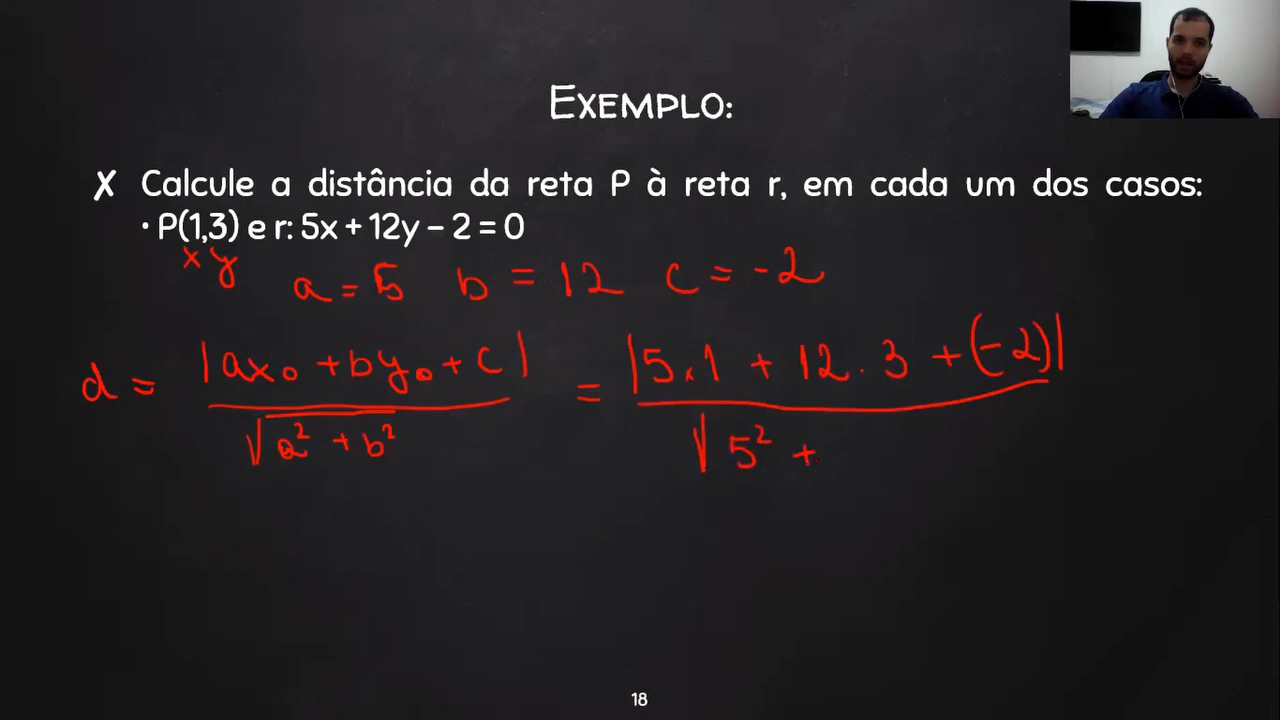 EXEMPLO:
✗ Calcule a distância da reta P à reta r, em cada um dos casos:
• P(1,3) e r: 5x + 12y – 2 = 0
x y
a = 5 b = 12 c = -2
d = |ax₀ + by₀ + c| / √(a² + b²) = |5.1 + 12.3 + (-2)| / √5² +
18